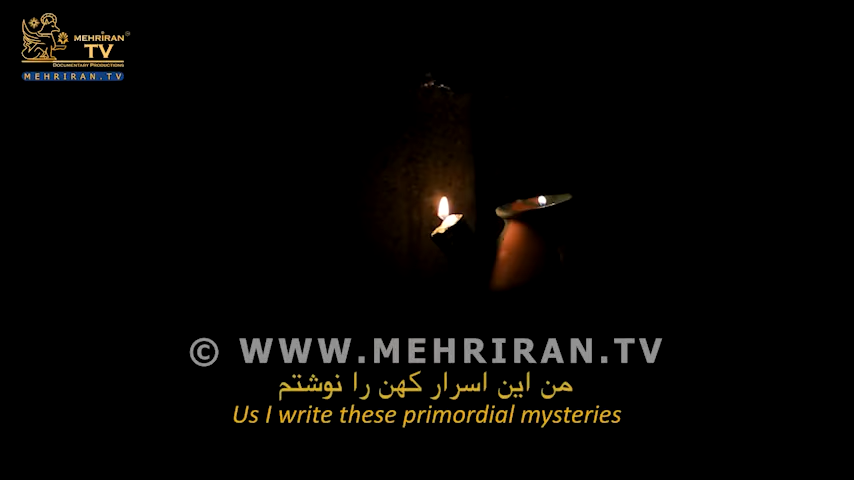 MEHRIRAN®
TV
DOCUMENTARY PRODUCTIONS
MEHRIRAN.TV
© WWW.MEHRIRAN.TV
من این اسرار کهن را نوشتم
Us I write these primordial mysteries